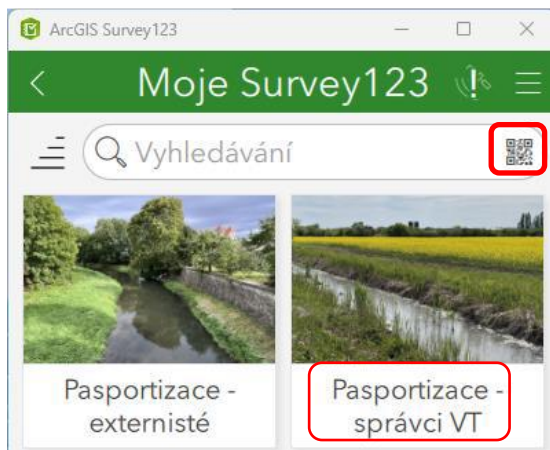 ArcGIS Survey123
Moje Survey123
Vyhledávání
Pasportizace -
externisté
Pasportizace -
správci VT